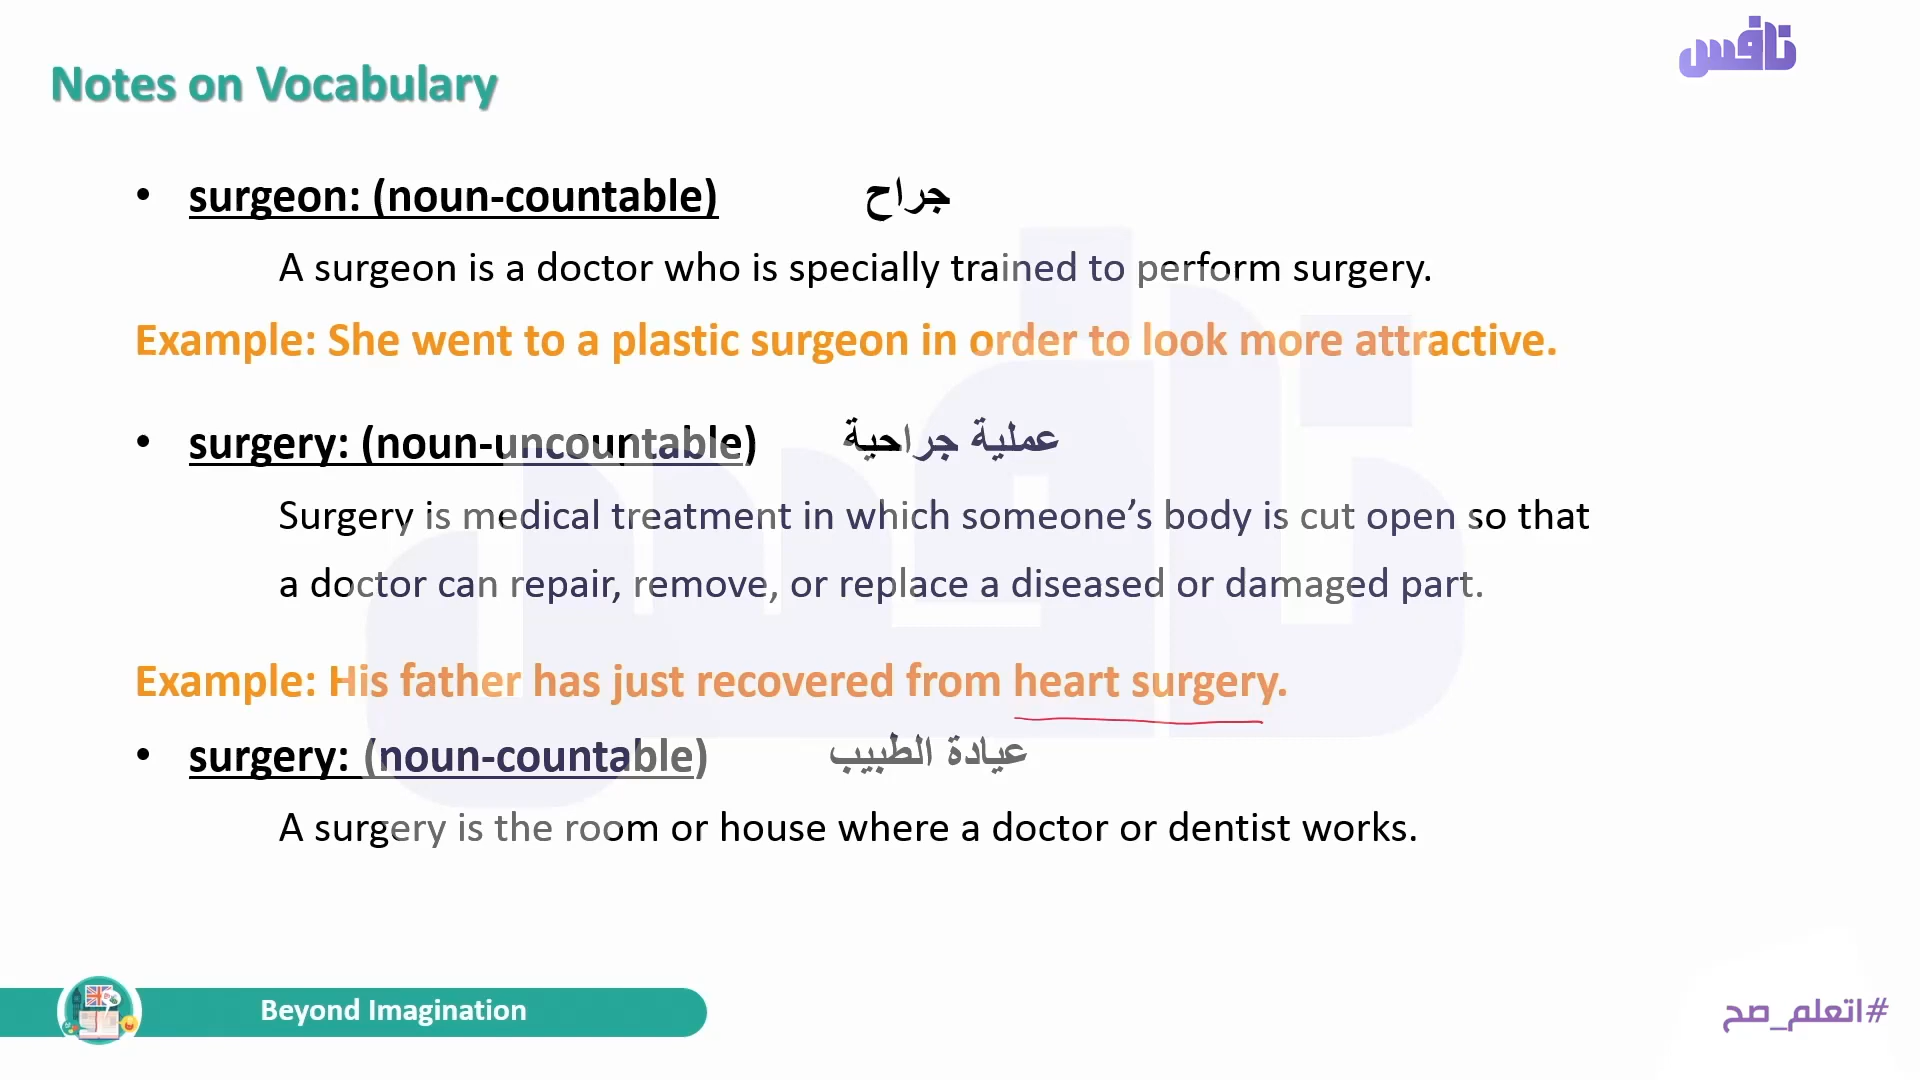 نافس
Notes on Vocabulary
• surgeon: (noun-countable) جراح
A surgeon is a doctor who is specially trained to perform surgery.
Example: She went to a plastic surgeon in order to look more attractive.
• surgery: (noun-uncountable) عملية جراحية
Surgery is medical treatment in which someone’s body is cut open so that
a doctor can repair, remove, or replace a diseased or damaged part.
Example: His father has just recovered from heart surgery.
• surgery: (noun-countable) عيادة الطبيب
A surgery is the room or house where a doctor or dentist works.
Beyond Imagination
#اتعلم_صح